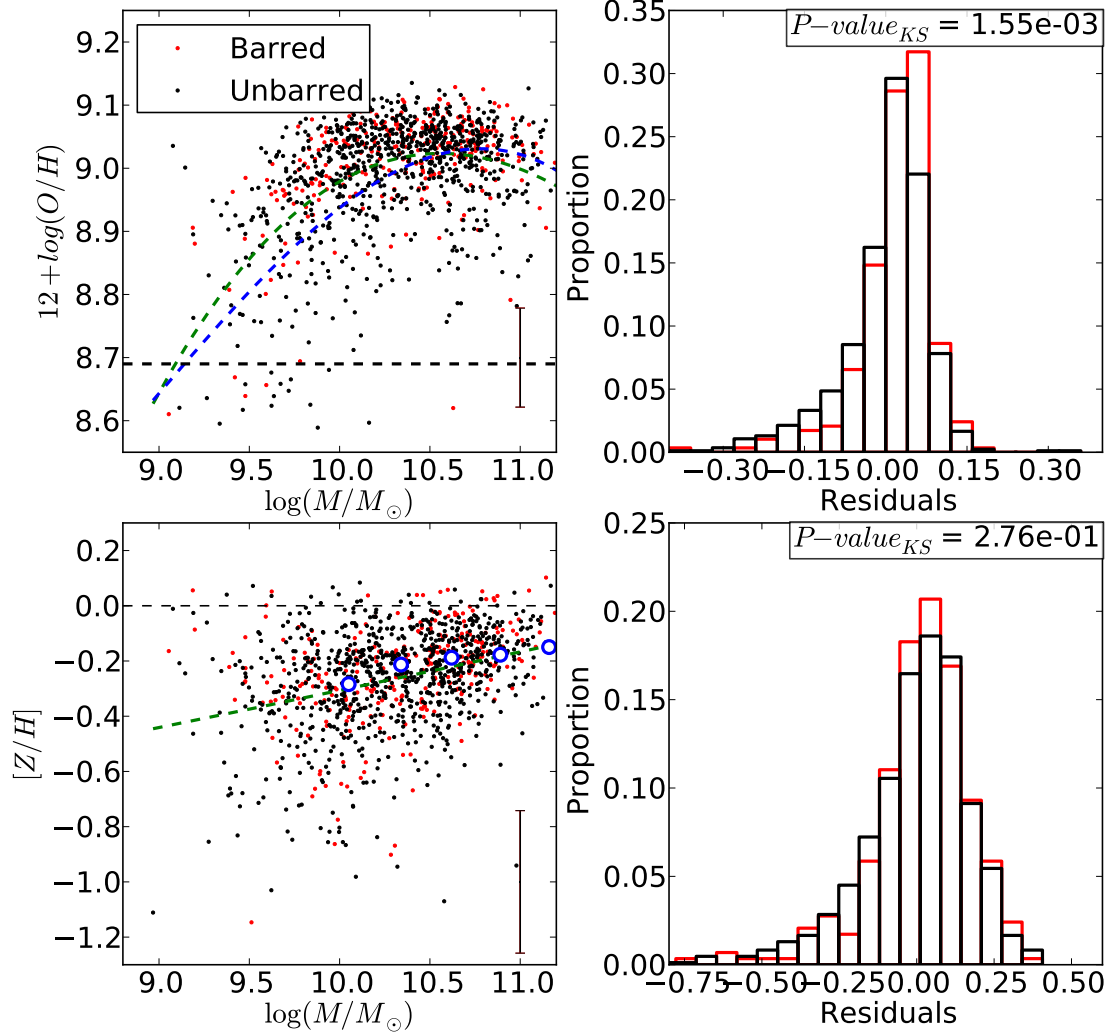 9.2
9.1
9.0
8.9
8.8
8.7
8.6
12+log(O/H)
Barred
Unbarred
9.0 9.5 10.0 10.5 11.0
log(M/M⊙)
0.35
0.30
0.25
0.20
0.15
0.10
0.05
0.00
Proportion
P−value_KS = 1.55e-03
−0.30 −0.15 0.00 0.15 0.30
Residuals
0.2
0.0
−0.2
−0.4
−0.6
−0.8
−1.0
−1.2
[Z/H]
9.0 9.5 10.0 10.5 11.0
log(M/M⊙)
0.25
0.20
0.15
0.10
0.05
0.00
Proportion
P−value_KS = 2.76e-01
−0.75 −0.50 −0.25 0.00 0.25 0.50
Residuals